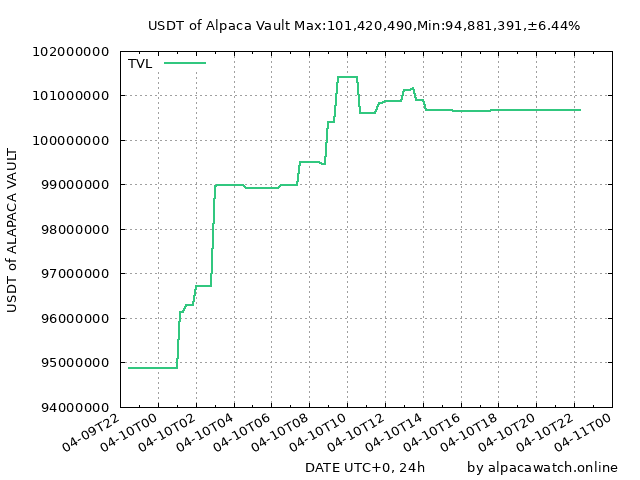 USDT of Alpaca Vault Max:101,420,490,Min:94,881,391,±6.44%
TVL
102000000
101000000
100000000
99000000
98000000
97000000
96000000
95000000
94000000
USDT of ALAPACA VAULT
04-09T22
04-10T00
04-10T02
04-10T04
04-10T06
04-10T08
04-10T10
04-10T12
04-10T14
04-10T16
04-10T18
04-10T20
04-10T22
04-11T00
DATE UTC+0, 24h
by alpacawatch.online